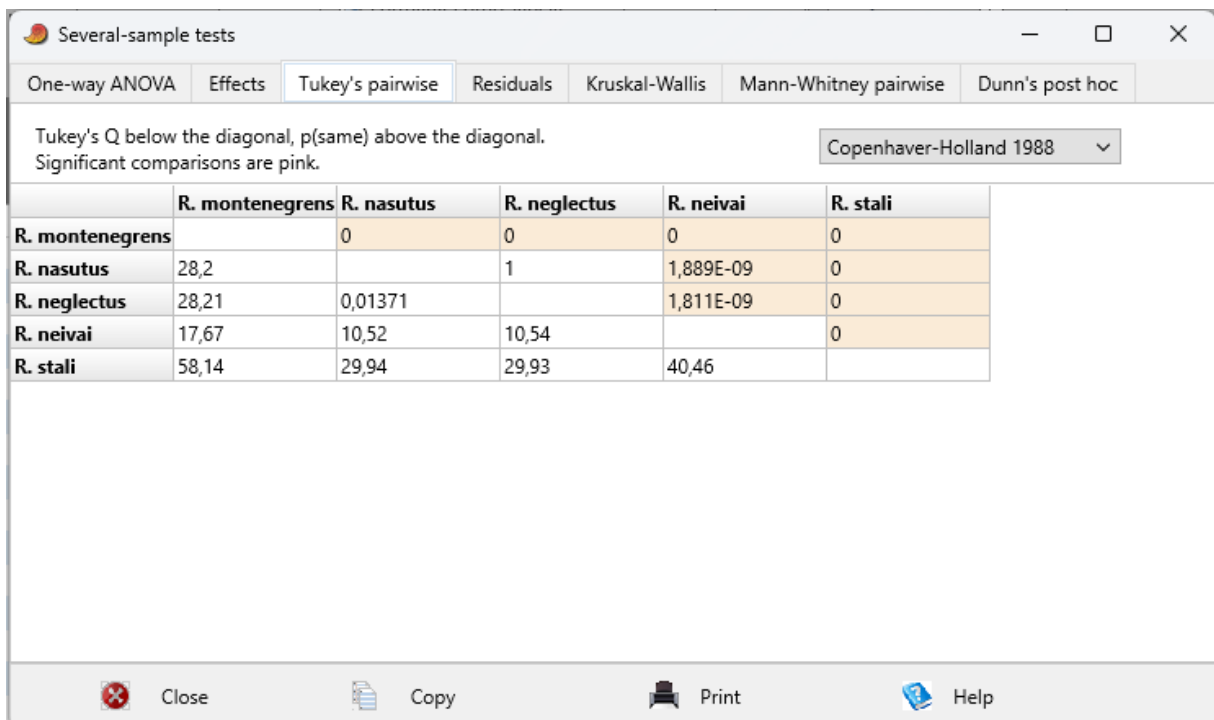 Several-sample tests
One-way ANOVA Effects Tukey's pairwise Residuals Kruskal-Wallis Mann-Whitney pairwise Dunn's post hoc
Tukey's Q below the diagonal, p(same) above the diagonal.
Significant comparisons are pink.
Copenhaver-Holland 1988
R. montenegrens R. nasutus R. neglectus R. neivai R. stali
R. montenegrens 0 0 0 0
R. nasutus 28,2 1 1,889E-09 0
R. neglectus 28,21 0,01371 1,811E-09 0
R. neivai 17,67 10,52 10,54 0
R. stali 58,14 29,94 29,93 40,46
Close Copy Print Help